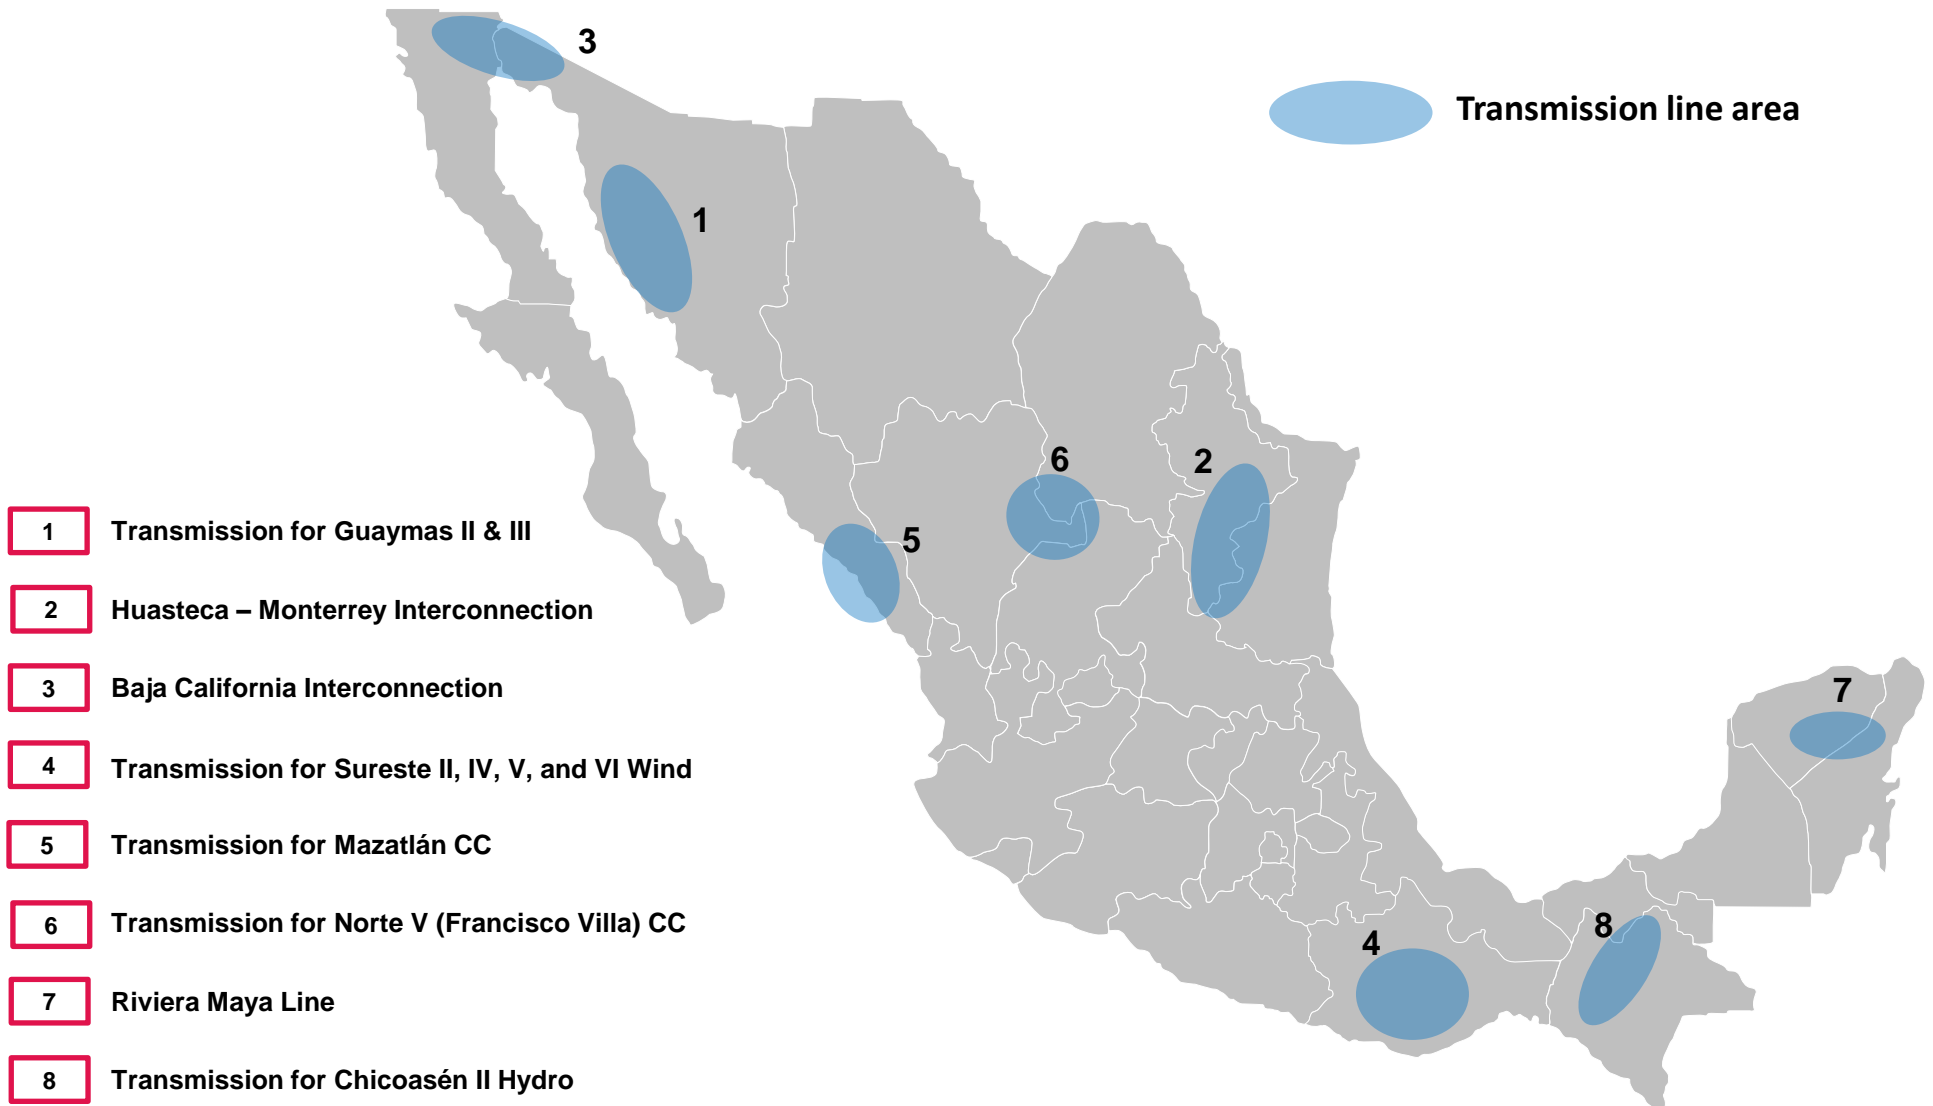 3
Transmission line area
1
6
2
5
1 Transmission for Guaymas II & III
2 Huasteca – Monterrey Interconnection
3 Baja California Interconnection
7
4 Transmission for Sureste II, IV, V, and VI Wind
5 Transmission for Mazatlán CC
6 Transmission for Norte V (Francisco Villa) CC
8
4
7 Riviera Maya Line
8 Transmission for Chicoasén II Hydro